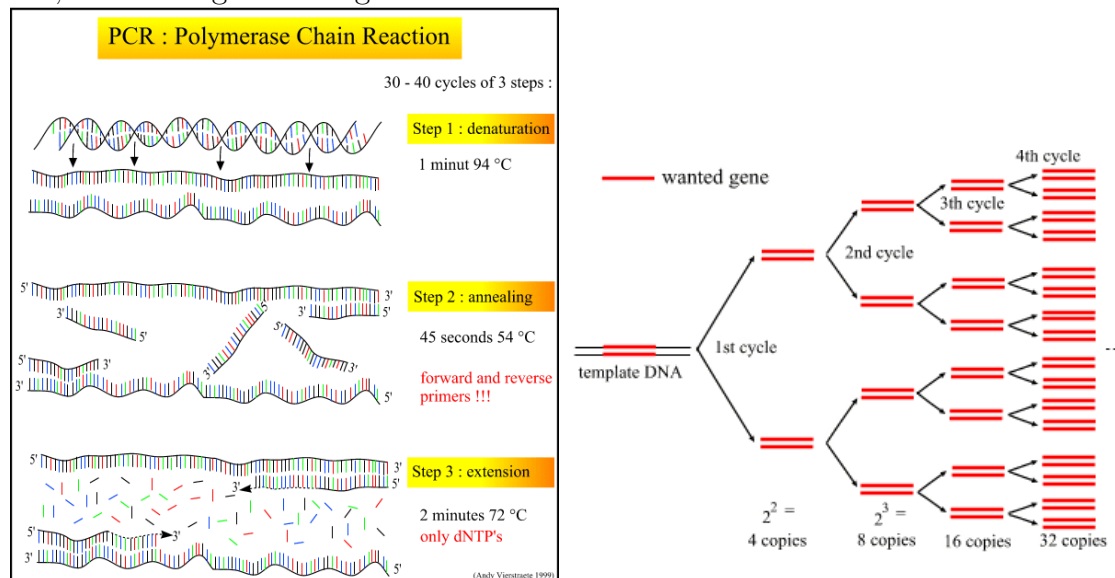 PCR : Polymerase Chain Reaction
30 - 40 cycles of 3 steps :
Step 1 : denaturation
1 minut 94 °C
Step 2 : annealing
45 seconds 54 °C
forward and reverse
primers !!!
5'
3'
3'
5'
5'
3'
5'
5'
3'
3'
5'
3'
5'
Step 3 : extension
2 minutes 72 °C
only dNTP's
5'
3'
3'
5'
5'
3'
3'
5'
(Andy Vierstraete 1999)
wanted gene
template DNA
1st cycle
2nd cycle
3th cycle
4th cycle
2² =
4 copies
2³ =
8 copies
16 copies
32 copies